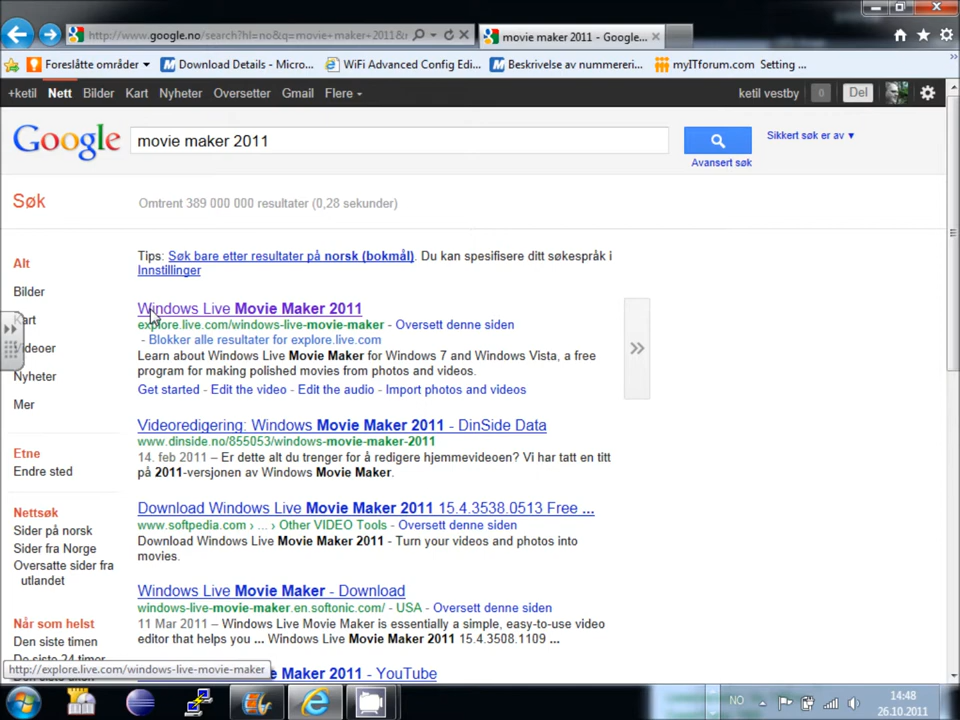 http://www.google.no/search?hl=no&q=movie+maker+2011&r
movie maker 2011 - Google...
Foreslåtte områder
Download Details - Micro...
WiFi Advanced Config Edi...
Beskrivelse av nummererin...
myITforum.com Setting ...
+ketil Nett Bilder Kart Nyheter Oversetter Gmail Flere
ketil vestby 0 Del
Google
movie maker 2011
Sikkert søk er av
Avansert søk
Søk
Omtrent 389 000 000 resultater (0,28 sekunder)
Alt
Bilder
Kart
Videoer
Nyheter
Mer
Etne
Endre sted
Nettsøk
Sider på norsk
Sider fra Norge
Oversatte sider fra
utlandet
Når som helst
Den siste timen
De siste 24 timer
Tips: Søk bare etter resultater på norsk (bokmål). Du kan spesifisere ditt søkespråk i
Innstillinger
Windows Live Movie Maker 2011
explore.live.com/windows-live-movie-maker - Oversett denne siden
- Blokker alle resultater for explore.live.com
Learn about Windows Live Movie Maker for Windows 7 and Windows Vista, a free
program for making polished movies from photos and videos.
Get started - Edit the video - Edit the audio - Import photos and videos
Videoredigering: Windows Movie Maker 2011 - DinSide Data
www.dinside.no/855053/windows-movie-maker-2011
14. feb 2011 – Er dette alt du trenger for å redigere hjemmevideoen? Vi har tatt en titt
på 2011-versjonen av Windows Movie Maker.
Download Windows Live Movie Maker 2011 15.4.3538.0513 Free ...
www.softpedia.com › ... › Other VIDEO Tools - Oversett denne siden
Download Windows Live Movie Maker 2011 - Turn your videos and photos into
movies.
Windows Live Movie Maker - Download
windows-live-movie-maker.en.softonic.com/ - USA - Oversett denne siden
11 Mar 2011 – Windows Live Movie Maker is essentially a simple, easy-to-use video
editor that helps you ... Windows Live Movie Maker 2011 15.4.3508.1109 ...
Movie Maker 2011 - YouTube
http://explore.live.com/windows-live-movie-maker
NO
14:48
26.10.2011